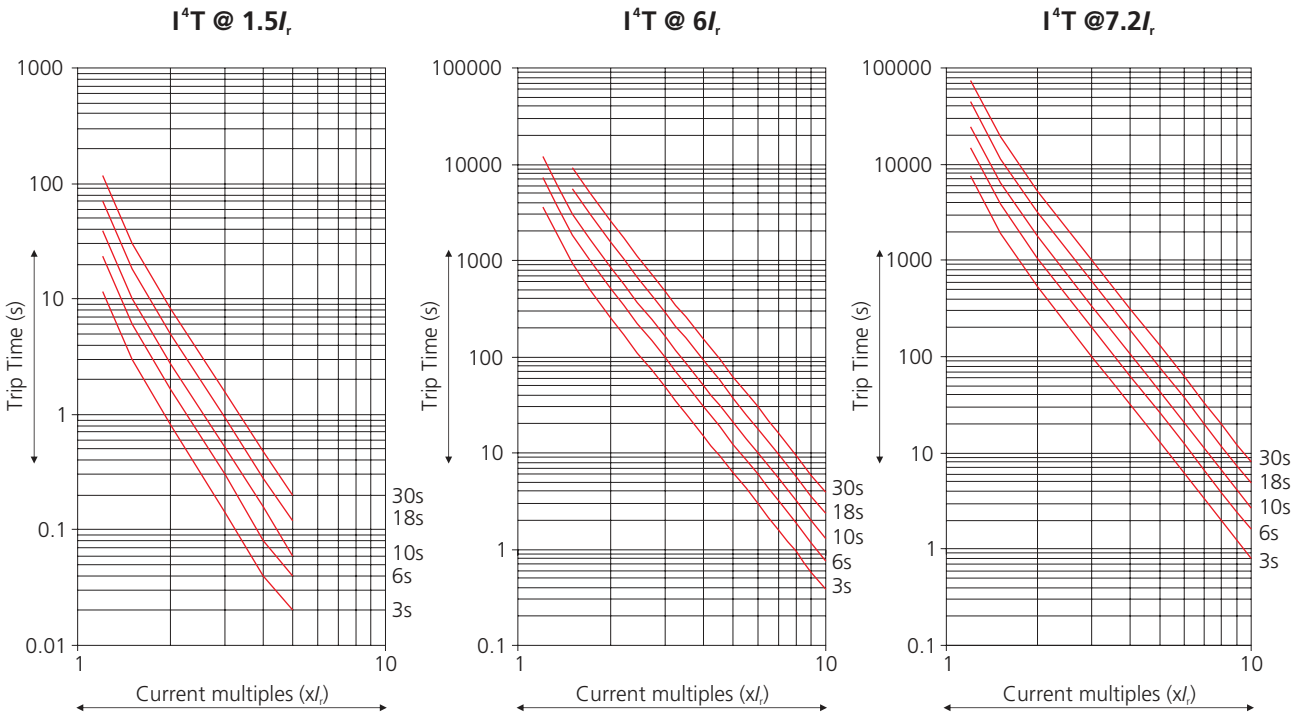 I⁴T @ 1.5Iᵣ
1000
100
10
1
0.1
0.01
Trip Time (s)
30s
18s
10s
6s
3s
1
10
Current multiples (xIᵣ)
I⁴T @ 6Iᵣ
100000
10000
1000
100
10
1
0.1
Trip Time (s)
30s
18s
10s
6s
3s
1
10
Current multiples (xIᵣ)
I⁴T @7.2Iᵣ
100000
10000
1000
100
10
1
0.1
Trip Time (s)
30s
18s
10s
6s
3s
1
10
Current multiples (xIᵣ)